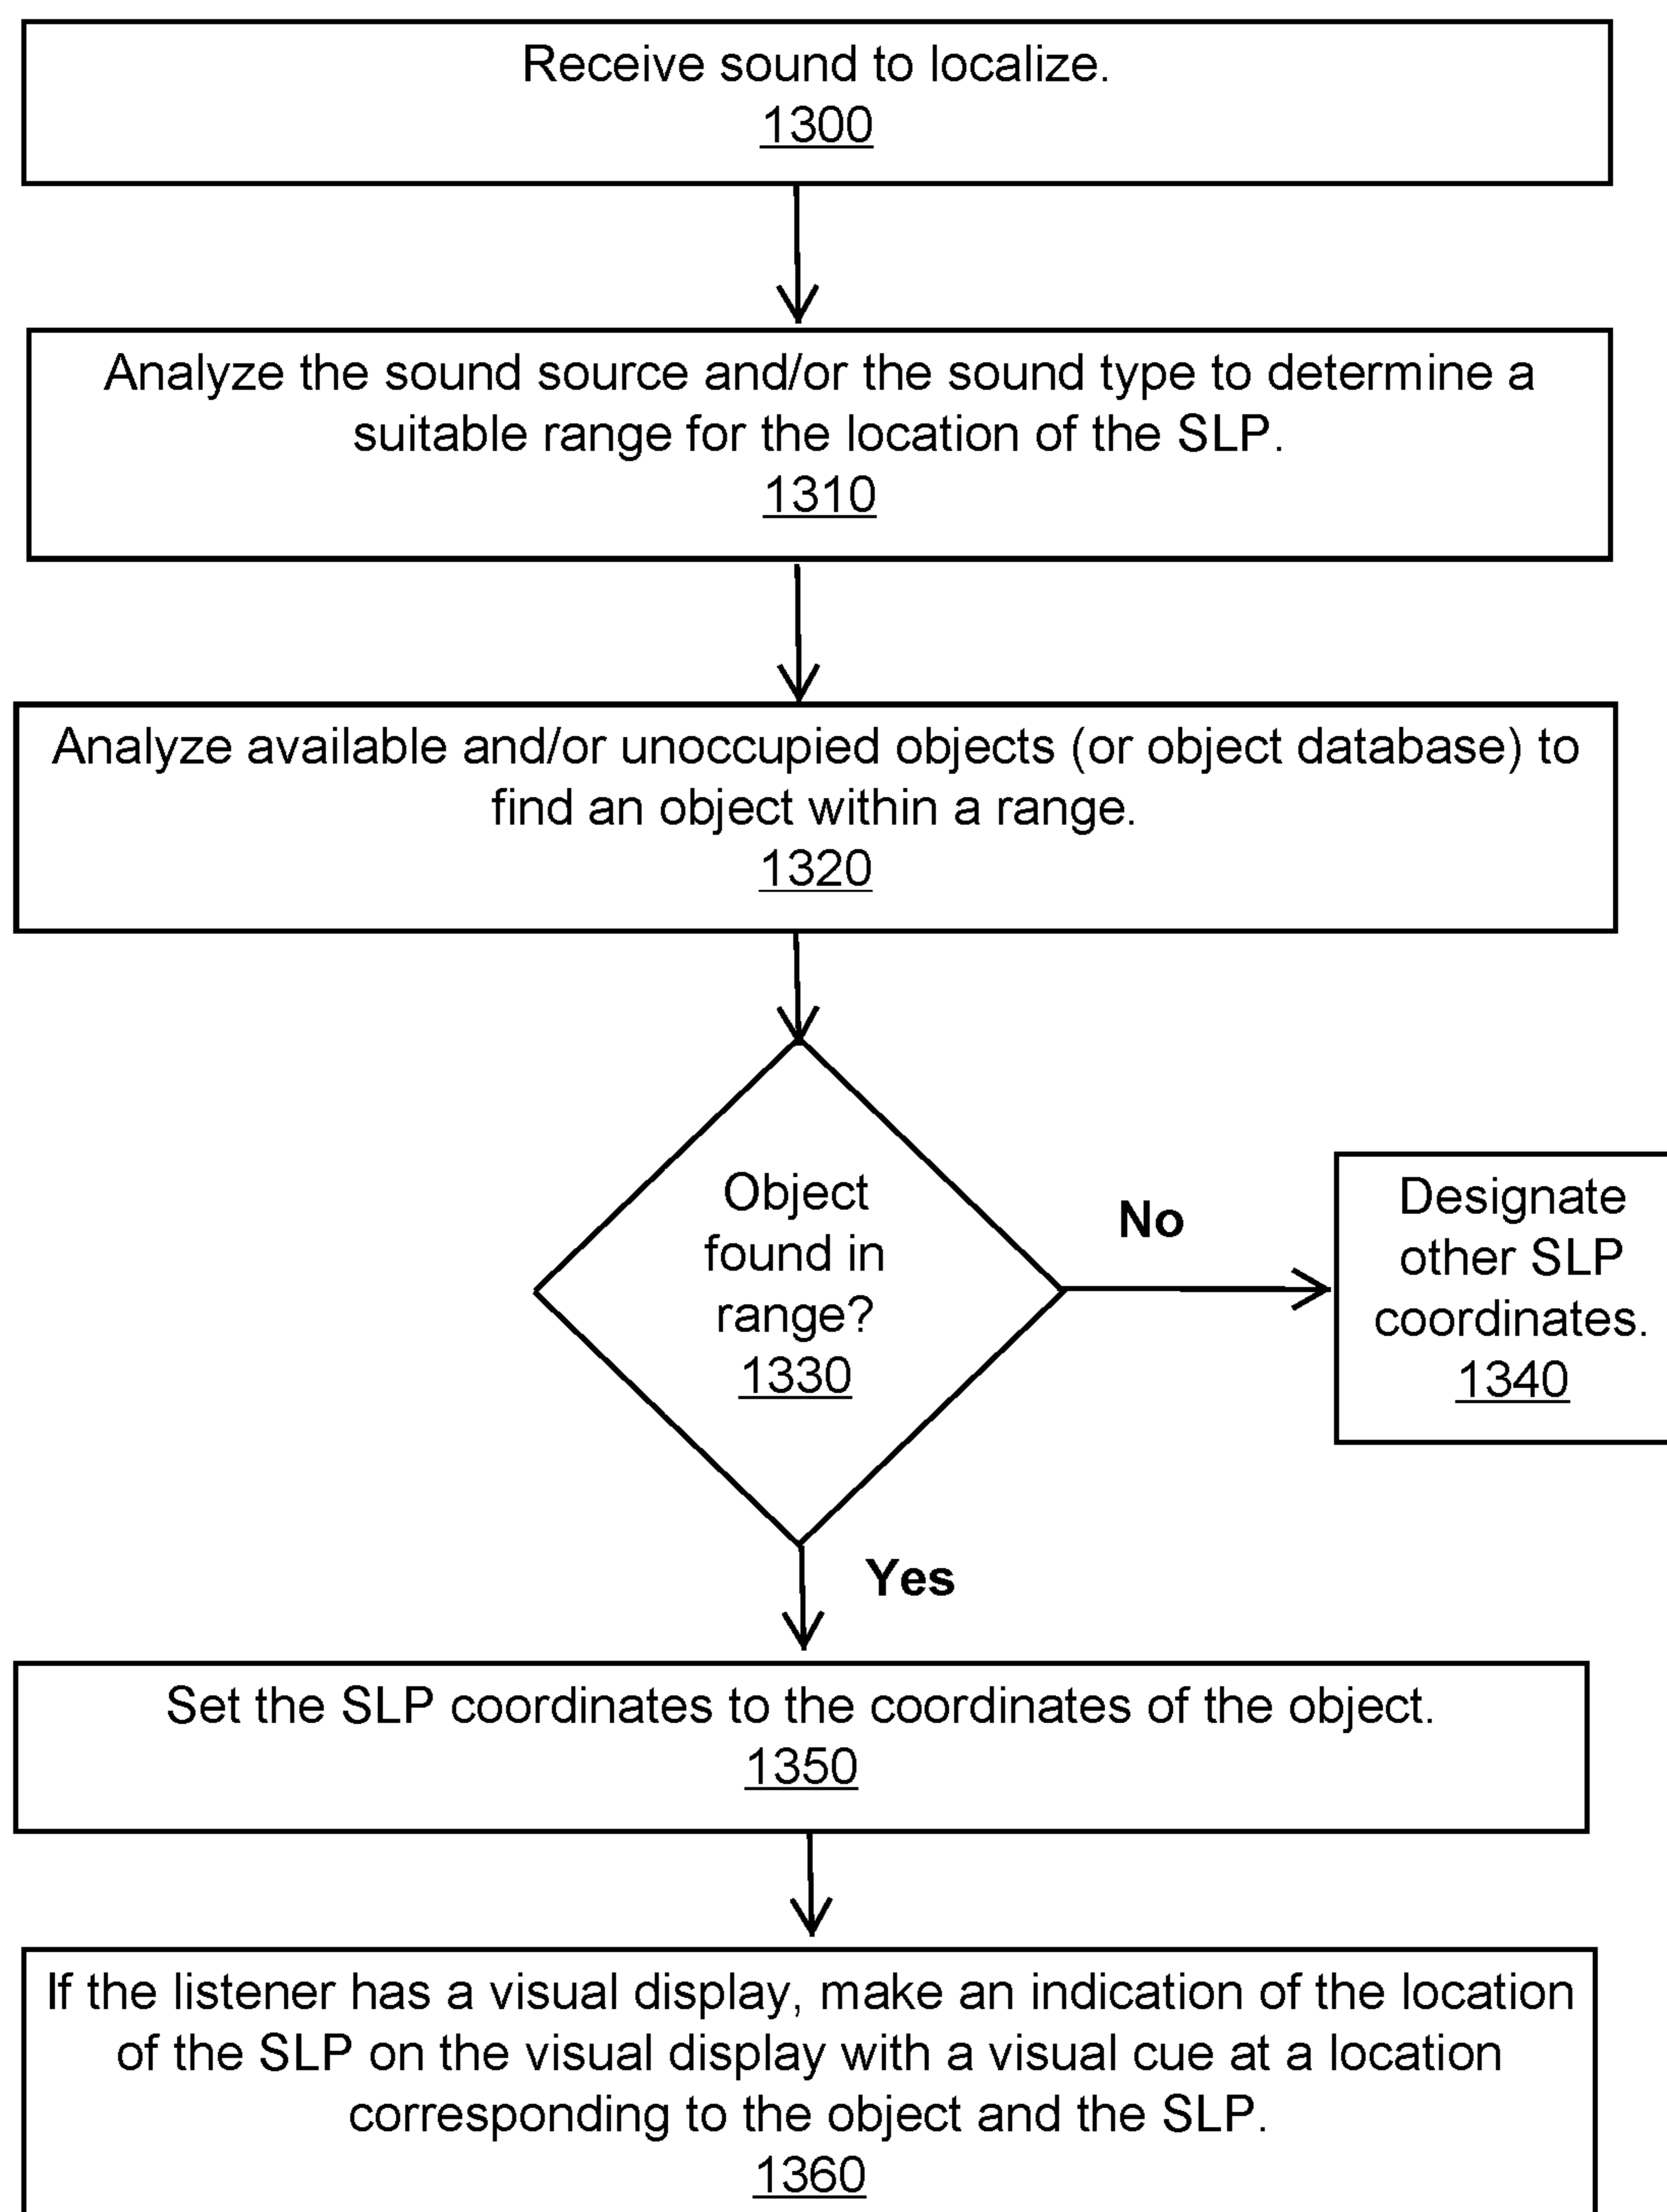 Receive sound to localize.
1300
Analyze the sound source and/or the sound type to determine a
suitable range for the location of the SLP.
1310
Analyze available and/or unoccupied objects (or object database) to
find an object within a range.
1320
Object
found in
range?
1330
No
Designate
other SLP
coordinates.
1340
Yes
Set the SLP coordinates to the coordinates of the object.
1350
If the listener has a visual display, make an indication of the location
of the SLP on the visual display with a visual cue at a location
corresponding to the object and the SLP.
1360